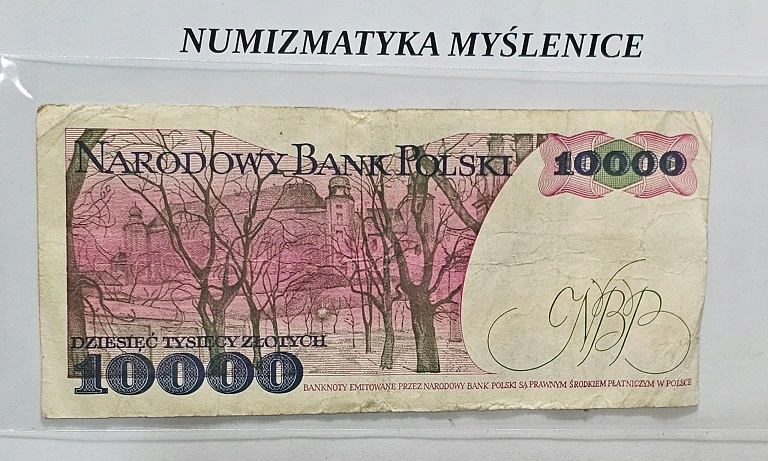 NUMIZMATYKA MYŚLENICE
NARODOWY BANK POLSKI
10000
NBP
DZIESIĘĆ TYSIĘCY ZŁOTYCH
10000
BANKNOTY EMITOWANE PRZEZ NARODOWY BANK POLSKI SĄ PRAWNYM ŚRODKIEM PŁATNICZYM W POLSCE